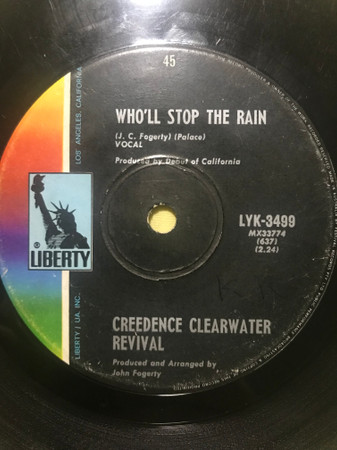 45
WHO'LL STOP THE RAIN
(J. C. Fogerty) (Palace)
VOCAL
Produced by Debut of California
LYK-3499
MX33774
(637)
(2.24)
® LIBERTY
LOS ANGELES, CALIFORNIA
LIBERTY / UA, INC.
CREEDENCE CLEARWATER
REVIVAL
Produced and Arranged by
John Fogerty